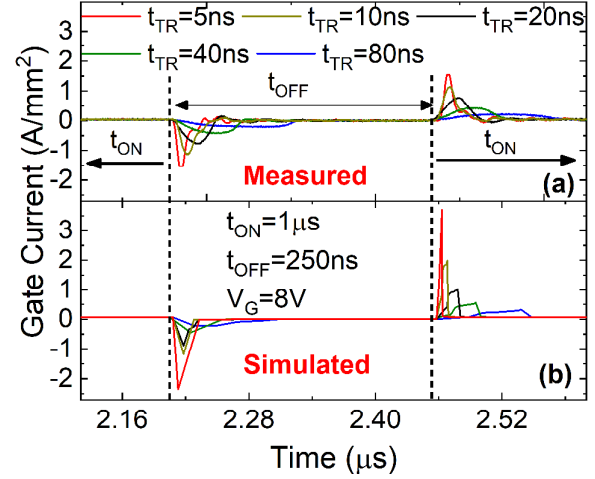 t_TR=5ns t_TR=10ns t_TR=20ns
t_TR=40ns t_TR=80ns
t_OFF
t_ON
t_ON
Measured
(a)
3
2
1
0
-1
-2
t_ON=1μs
t_OFF=250ns
V_G=8V
Simulated
(b)
3
2
1
0
-1
-2
Gate Current (A/mm²)
2.16 2.28 2.40 2.52
Time (μs)